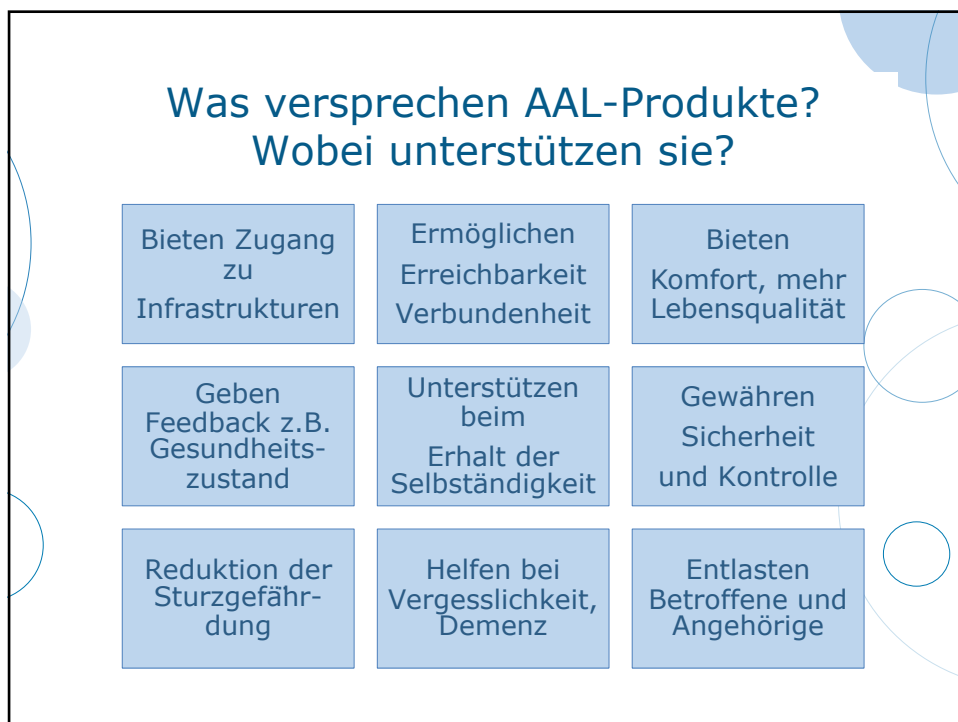 Was versprechen AAL-Produkte?
Wobei unterstützen sie?
Bieten Zugang
zu
Infrastrukturen
Ermöglichen
Erreichbarkeit
Verbundenheit
Bieten
Komfort, mehr
Lebensqualität
Geben
Feedback z.B.
Gesundheits-
zustand
Unterstützen
beim
Erhalt der
Selbständigkeit
Gewähren
Sicherheit
und Kontrolle
Reduktion der
Sturzgefähr-
dung
Helfen bei
Vergesslichkeit,
Demenz
Entlasten
Betroffene und
Angehörige